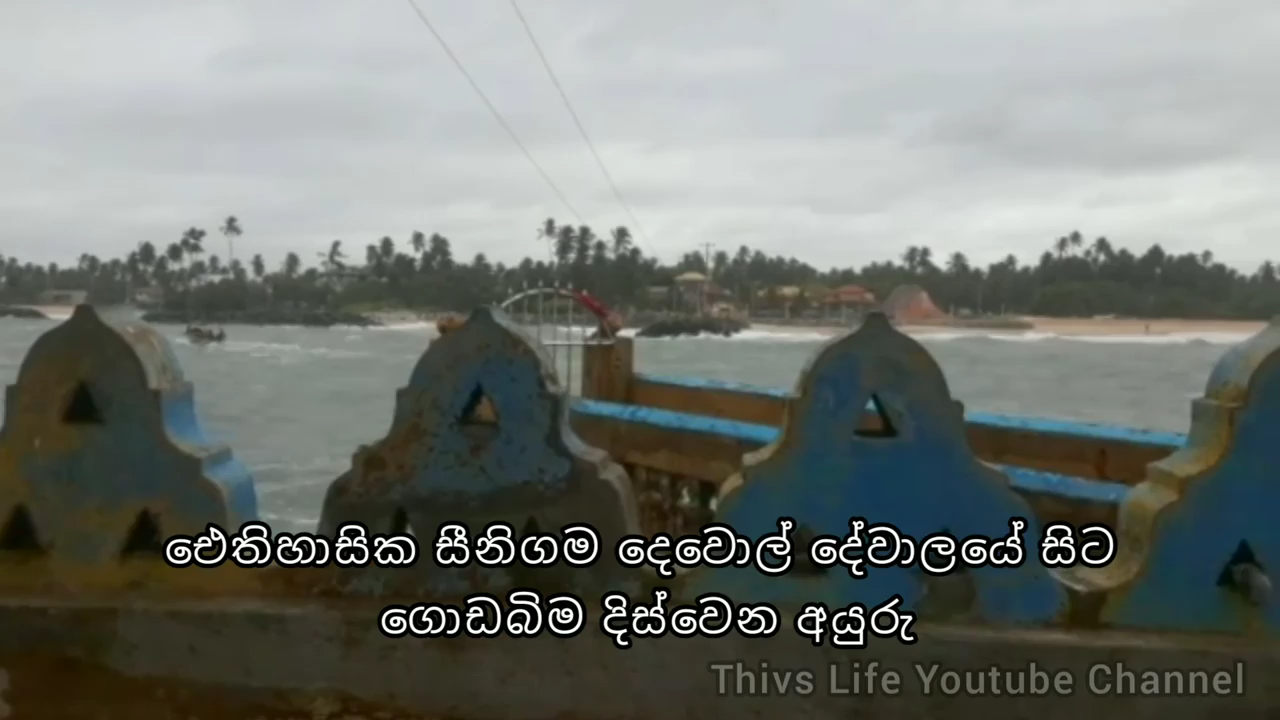 ඓතිහාසික සීනිගම දෙවොල් දේවාලයේ සිට
ගොඩබිම දිස්වෙන අයුරු
Thivs Life Youtube Channel